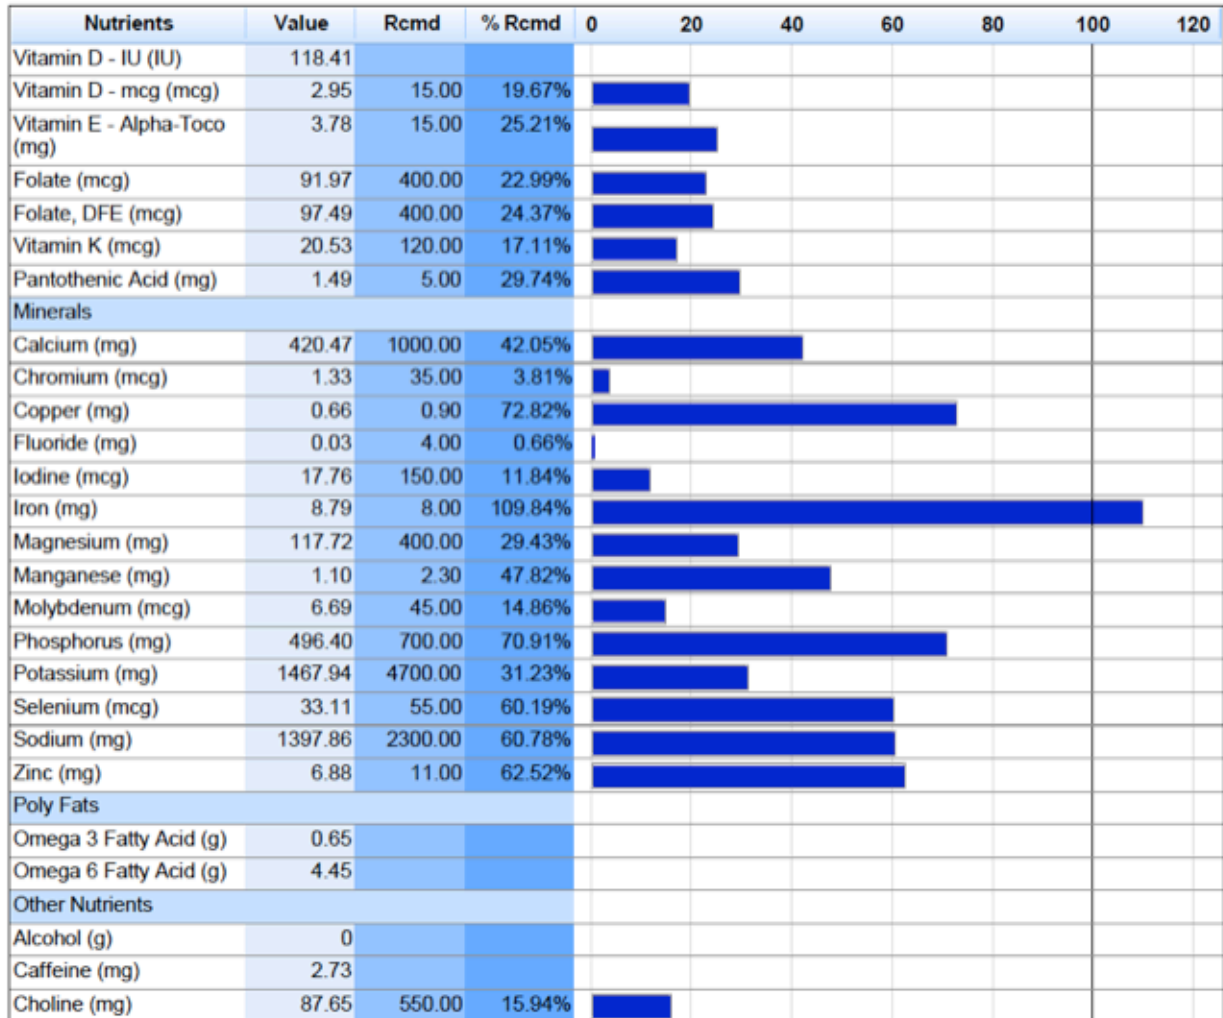 Nutrients Value Rcmd % Rcmd 0 20 40 60 80 100 120
Vitamin D - IU (IU) 118.41
Vitamin D - mcg (mcg) 2.95 15.00 19.67%
Vitamin E - Alpha-Toco 3.78 15.00 25.21%
(mg)
Folate (mcg) 91.97 400.00 22.99%
Folate, DFE (mcg) 97.49 400.00 24.37%
Vitamin K (mcg) 20.53 120.00 17.11%
Pantothenic Acid (mg) 1.49 5.00 29.74%
Minerals
Calcium (mg) 420.47 1000.00 42.05%
Chromium (mcg) 1.33 35.00 3.81%
Copper (mg) 0.66 0.90 72.82%
Fluoride (mg) 0.03 4.00 0.66%
Iodine (mcg) 17.76 150.00 11.84%
Iron (mg) 8.79 8.00 109.84%
Magnesium (mg) 117.72 400.00 29.43%
Manganese (mg) 1.10 2.30 47.82%
Molybdenum (mcg) 6.69 45.00 14.86%
Phosphorus (mg) 496.40 700.00 70.91%
Potassium (mg) 1467.94 4700.00 31.23%
Selenium (mcg) 33.11 55.00 60.19%
Sodium (mg) 1397.86 2300.00 60.78%
Zinc (mg) 6.88 11.00 62.52%
Poly Fats
Omega 3 Fatty Acid (g) 0.65
Omega 6 Fatty Acid (g) 4.45
Other Nutrients
Alcohol (g) 0
Caffeine (mg) 2.73
Choline (mg) 87.65 550.00 15.94%